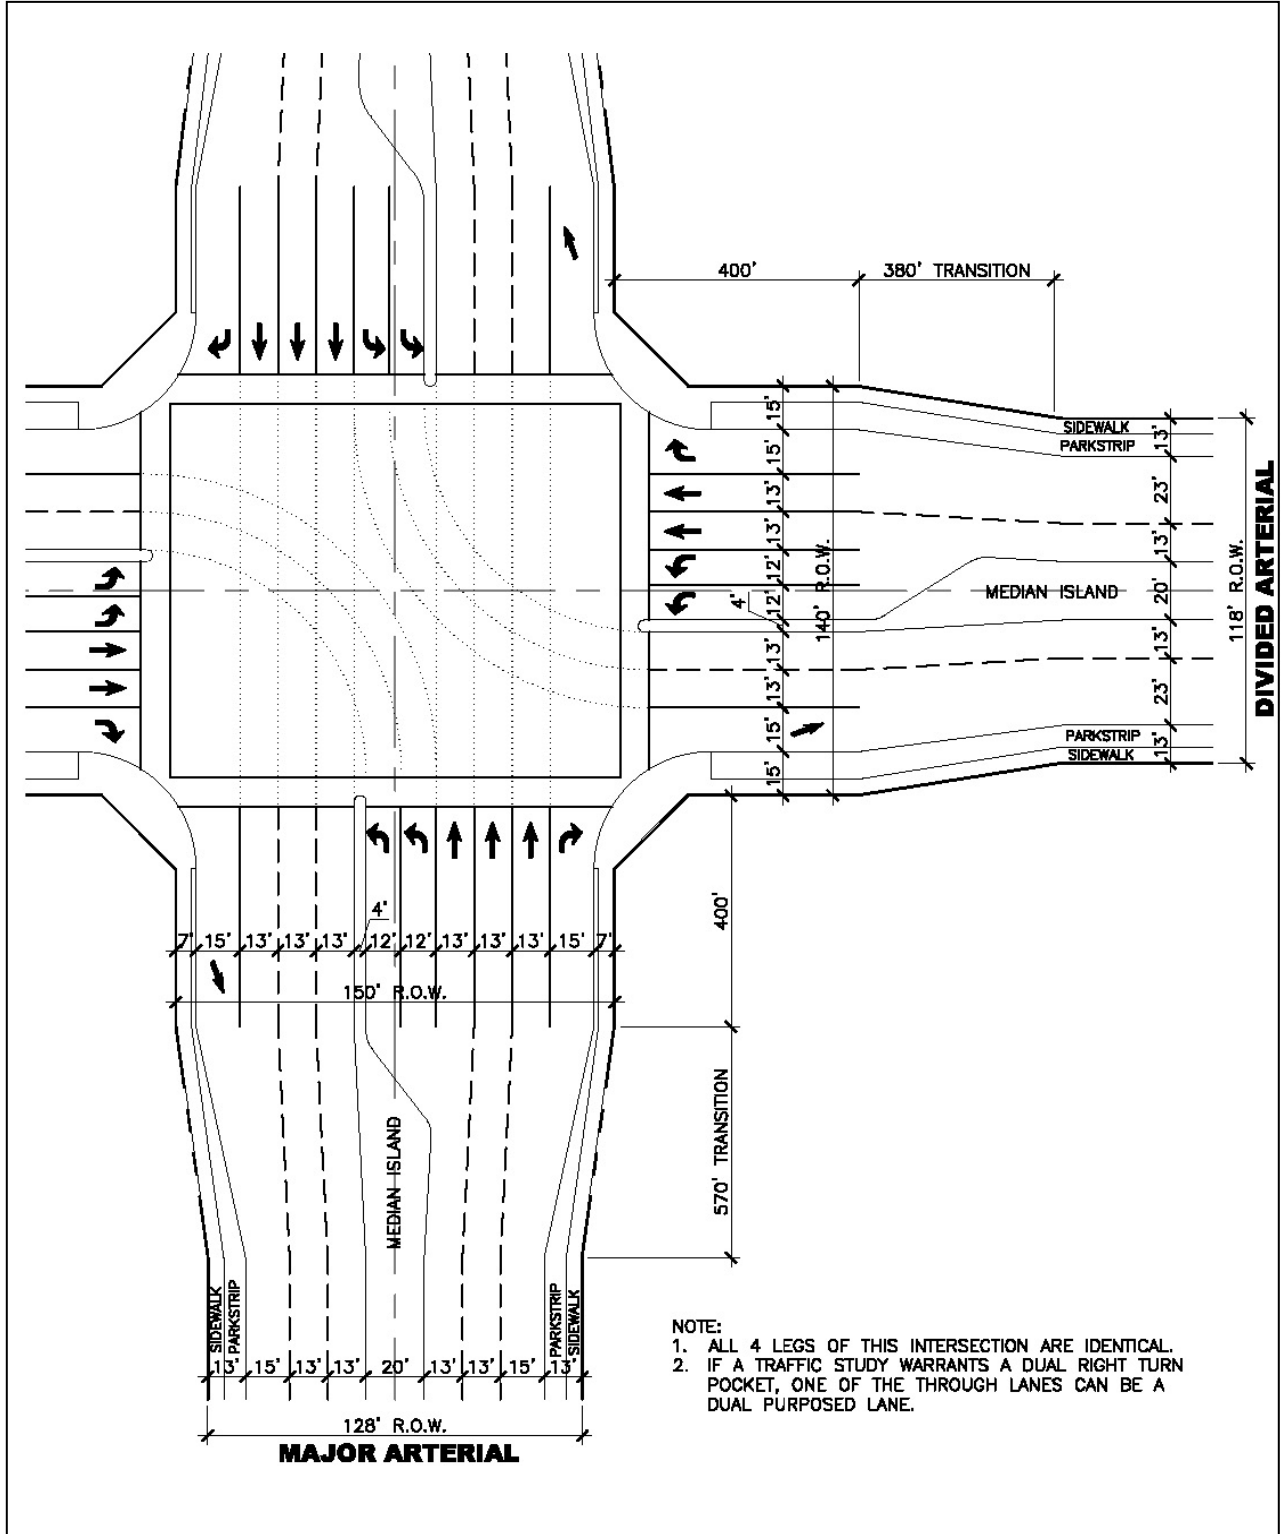 400'
380' TRANSITION
15'
15'
13'
13'
12'
12'
4'
13'
13'
15'
15'
140' R.O.W.
SIDEWALK
PARKSTRIP
13'
23'
13'
MEDIAN ISLAND
20'
13'
23'
PARKSTRIP
SIDEWALK
13'
118' R.O.W.
DIVIDED ARTERIAL
4'
7' 15' 13' 13' 13' 12' 12' 13' 13' 13' 15' 7'
150' R.O.W.
400'
570' TRANSITION
MEDIAN ISLAND
SIDEWALK
PARKSTRIP
PARKSTRIP
SIDEWALK
13' 15' 13' 13' 20' 13' 13' 15' 13'
128' R.O.W.
MAJOR ARTERIAL
NOTE:
1. ALL 4 LEGS OF THIS INTERSECTION ARE IDENTICAL.
2. IF A TRAFFIC STUDY WARRANTS A DUAL RIGHT TURN
POCKET, ONE OF THE THROUGH LANES CAN BE A
DUAL PURPOSED LANE.